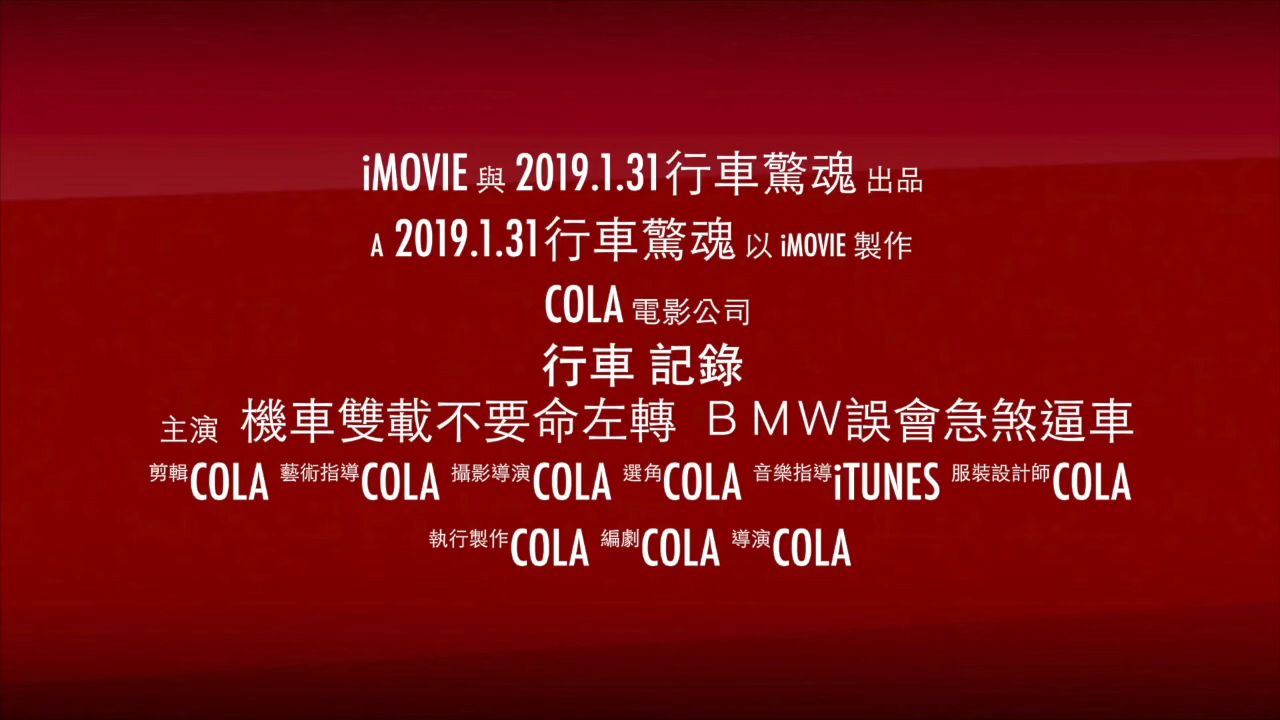 iMOVIE 與 2019.1.31行車驚魂 出品
A 2019.1.31行車驚魂 以 iMOVIE 製作
COLA 電影公司
行車 記錄
主演 機車雙載不要命左轉 ＢＭＷ誤會急煞逼車
剪輯COLA 藝術指導COLA 攝影導演COLA 選角COLA 音樂指導iTUNES 服裝設計師COLA
執行製作COLA 編劇COLA 導演COLA